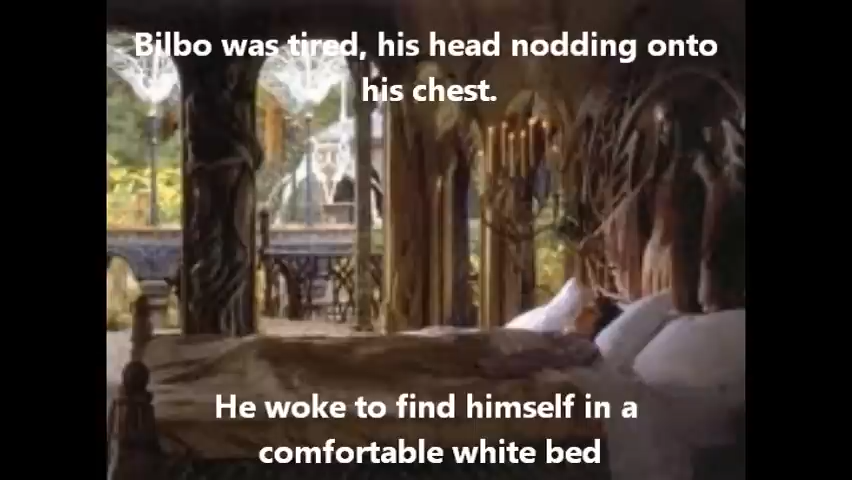 Bilbo was tired, his head nodding onto
his chest.
He woke to find himself in a
comfortable white bed